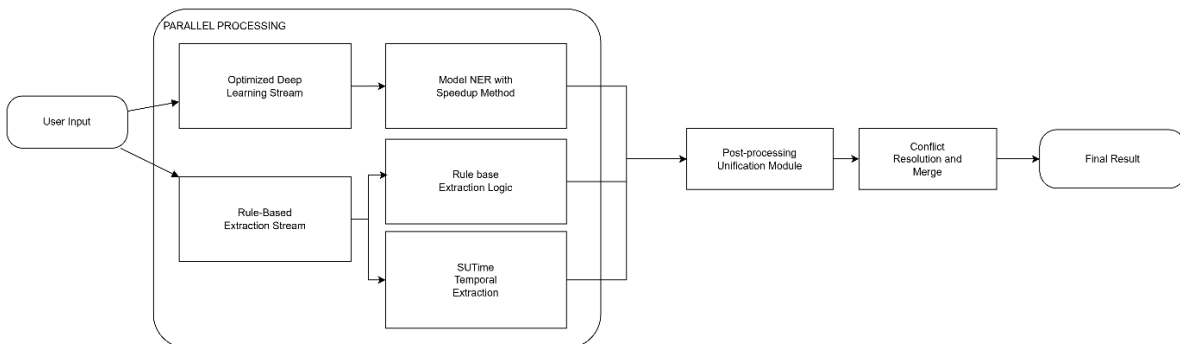 PARALLEL PROCESSING
User Input
Optimized Deep
Learning Stream
Model NER with
Speedup Method
Rule-Based
Extraction Stream
Rule base
Extraction Logic
SUTime
Temporal
Extraction
Post-processing
Unification Module
Conflict
Resolution and
Merge
Final Result